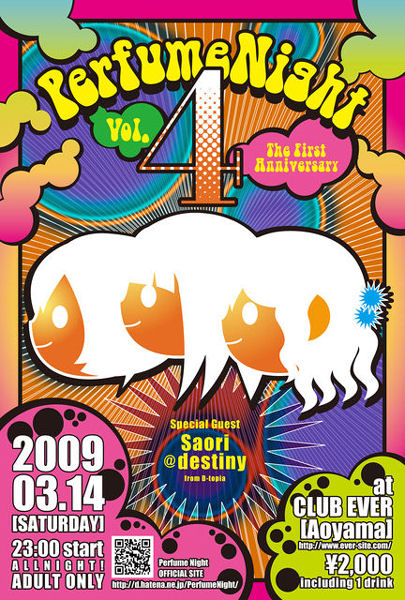 Perfume Night
Vol.
4
The First
Anniversary
Special Guest
Saori
@destiny
from D-topia
2009
03.14
[SATURDAY]
23:00 start
ALLNIGHT!
ADULT ONLY
Perfume Night
OFFICIAL SITE
http://d.hatena.ne.jp/PerfumeNight/
at
CLUB EVER
[Aoyama]
http://www.ever-site.com/
¥2,000
including 1 drink